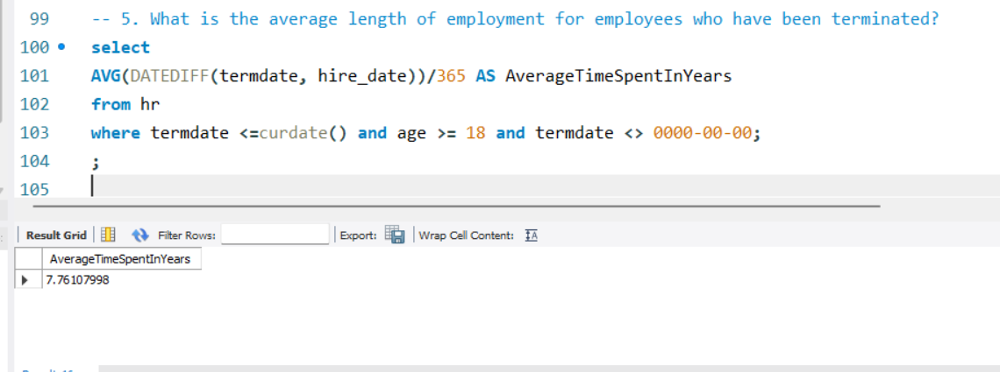 99 -- 5. What is the average length of employment for employees who have been terminated?
100 select
101 AVG(DATEDIFF(termdate, hire_date))/365 AS AverageTimeSpentInYears
102 from hr
103 where termdate <=curdate() and age >= 18 and termdate <> 0000-00-00;
104 ;
105
Result Grid Filter Rows: Export: Wrap Cell Content:
AverageTimeSpentInYears
7.76107998